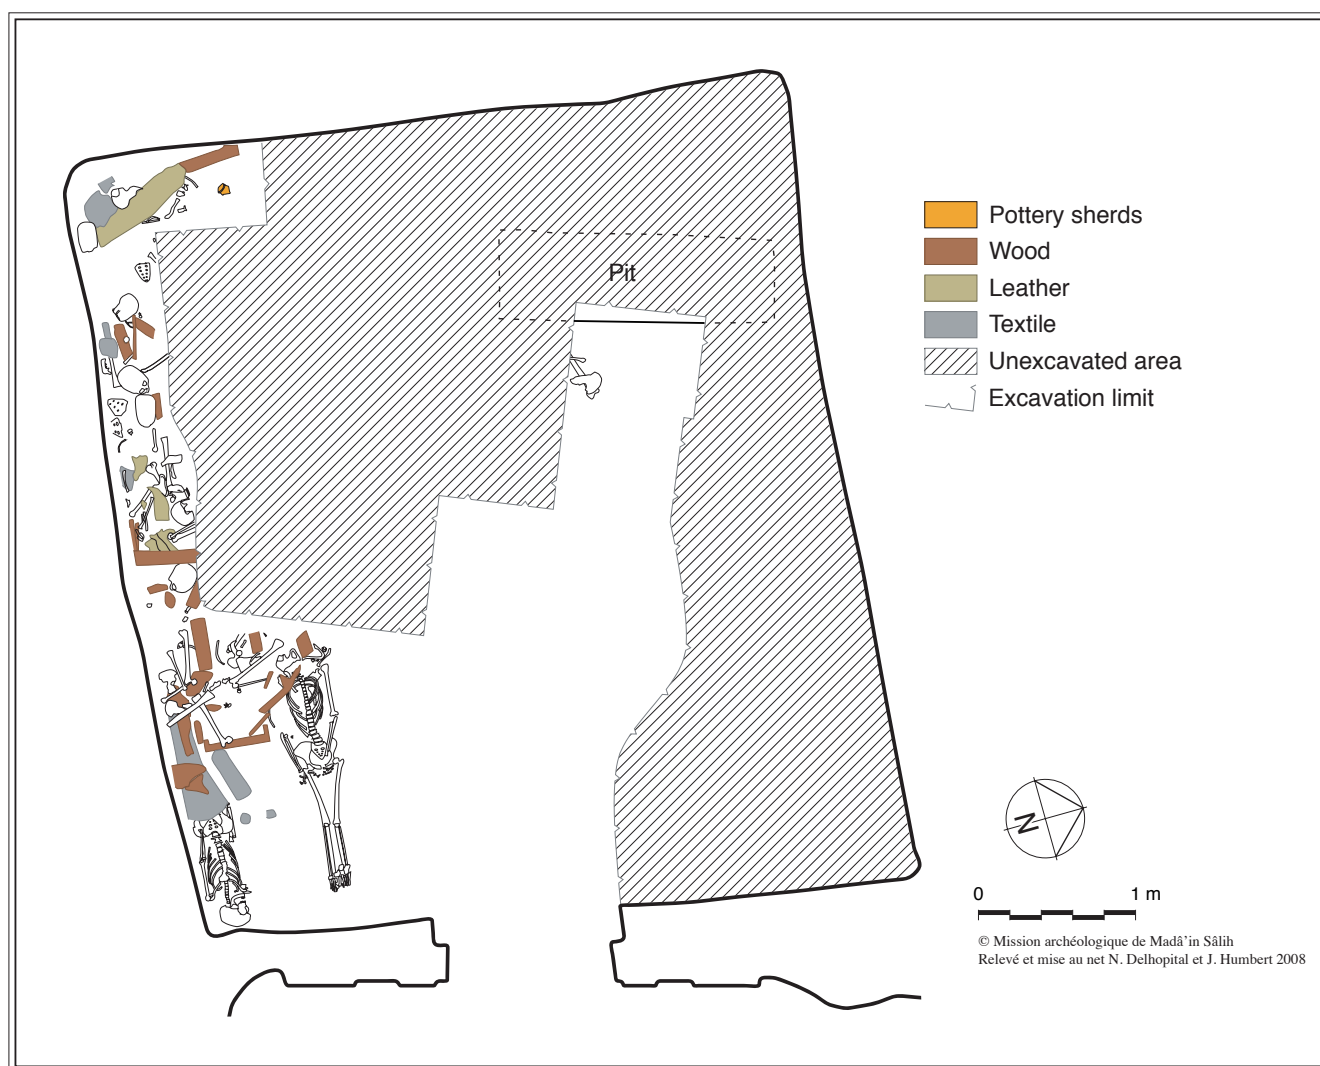 Pit
Pottery sherds
Wood
Leather
Textile
Unexcavated area
Excavation limit
N
0 1 m
© Mission archéologique de Madâ'in Sâlih
Relevé et mise au net N. Delhopital et J. Humbert 2008